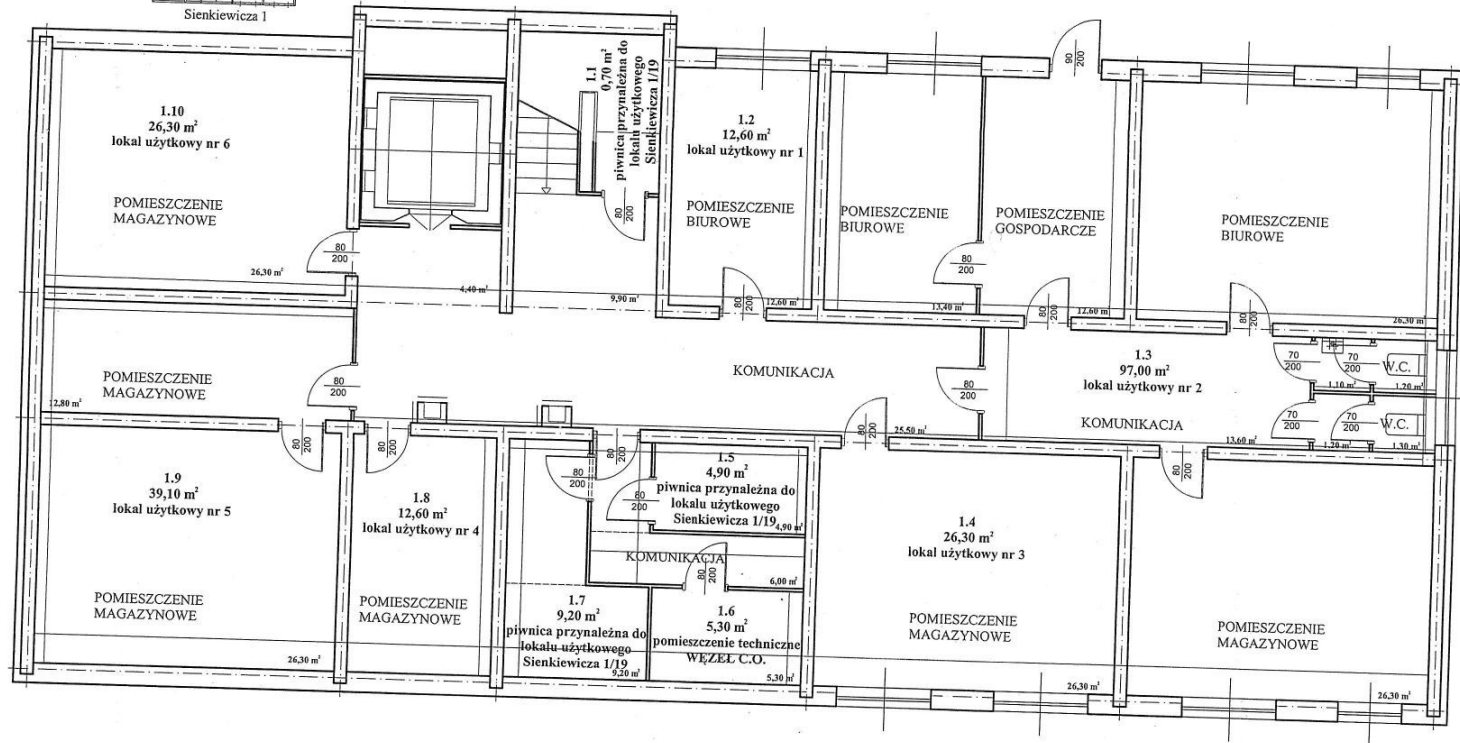 Sienkiewicza 1
1.10
26,30 m²
lokal użytkowy nr 6
POMIESZCZENIE
MAGAZYNOWE
26,30 m²
80
200
4,40 m²
1.1
0,70 m²
piwnica przynależna do
lokalu użytkowego
Sienkiewicza 1/19
80
200
9,90 m²
1.2
12,60 m²
lokal użytkowy nr 1
POMIESZCZENIE
BIUROWE
80
200
12,60 m²
POMIESZCZENIE
BIUROWE
80
200
13,40 m²
90
200
POMIESZCZENIE
GOSPODARCZE
80
200
12,60 m²
POMIESZCZENIE
BIUROWE
80
200
26,30 m²
POMIESZCZENIE
MAGAZYNOWE
12,80 m²
80
200
KOMUNIKACJA
25,50 m²
80
200
1.3
97,00 m²
lokal użytkowy nr 2
KOMUNIKACJA
13,60 m²
70
200
1,10 m²
70
200
W.C.
1,20 m²
70
200
1,20 m²
70
200
W.C.
1,30 m²
1.9
39,10 m²
lokal użytkowy nr 5
80
200
POMIESZCZENIE
MAGAZYNOWE
26,30 m²
80
200
1.8
12,60 m²
lokal użytkowy nr 4
POMIESZCZENIE
MAGAZYNOWE
80
200
80
200
1.5
4,90 m²
piwnica przynależna do
lokalu użytkowego
Sienkiewicza 1/19
4,90 m²
80
200
KOMUNIKACJA
6,00 m²
80
200
1.7
9,20 m²
piwnica przynależna do
lokalu użytkowego
Sienkiewicza 1/19
9,20 m²
1.6
5,30 m²
pomieszczenie techniczne
WĘZEŁ C.O.
5,30 m²
80
200
1.4
26,30 m²
lokal użytkowy nr 3
POMIESZCZENIE
MAGAZYNOWE
26,30 m²
80
200
POMIESZCZENIE
MAGAZYNOWE
26,30 m²